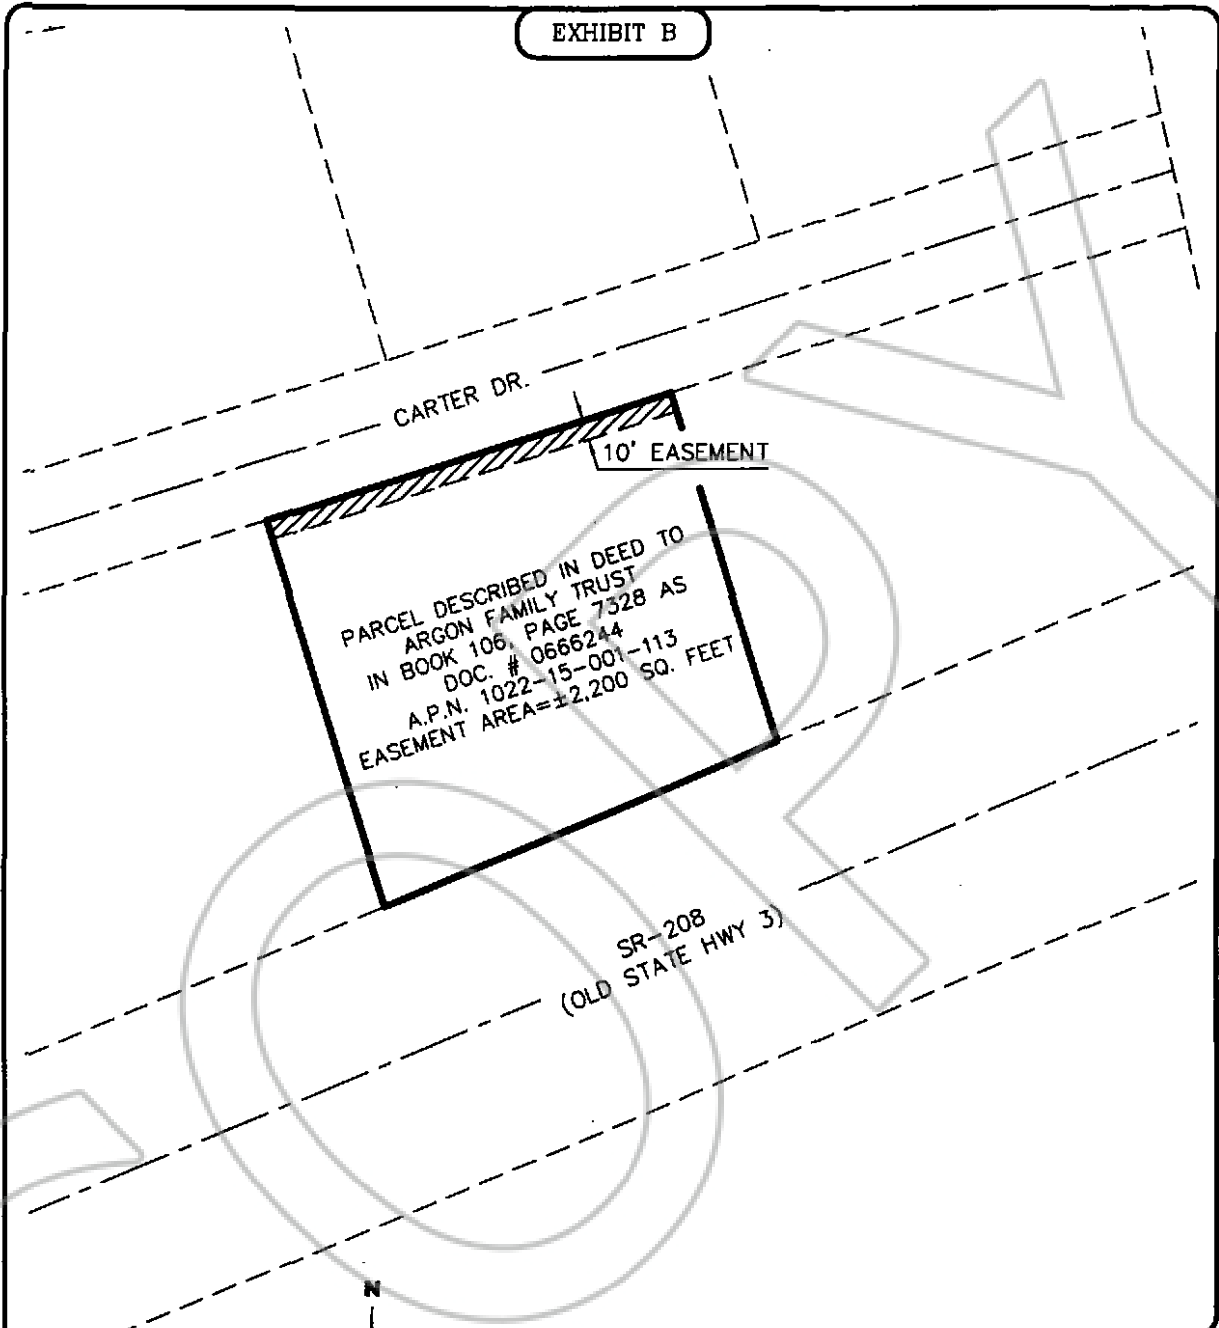 EXHIBIT B
CARTER DR.
10' EASEMENT
PARCEL DESCRIBED IN DEED TO
ARGON FAMILY TRUST
IN BOOK 106, PAGE 7328 AS
DOC. # 0666244
A.P.N. 1022-15-001-113
EASEMENT AREA=±2,200 SQ. FEET
SR-208
(OLD STATE HWY 3)
N